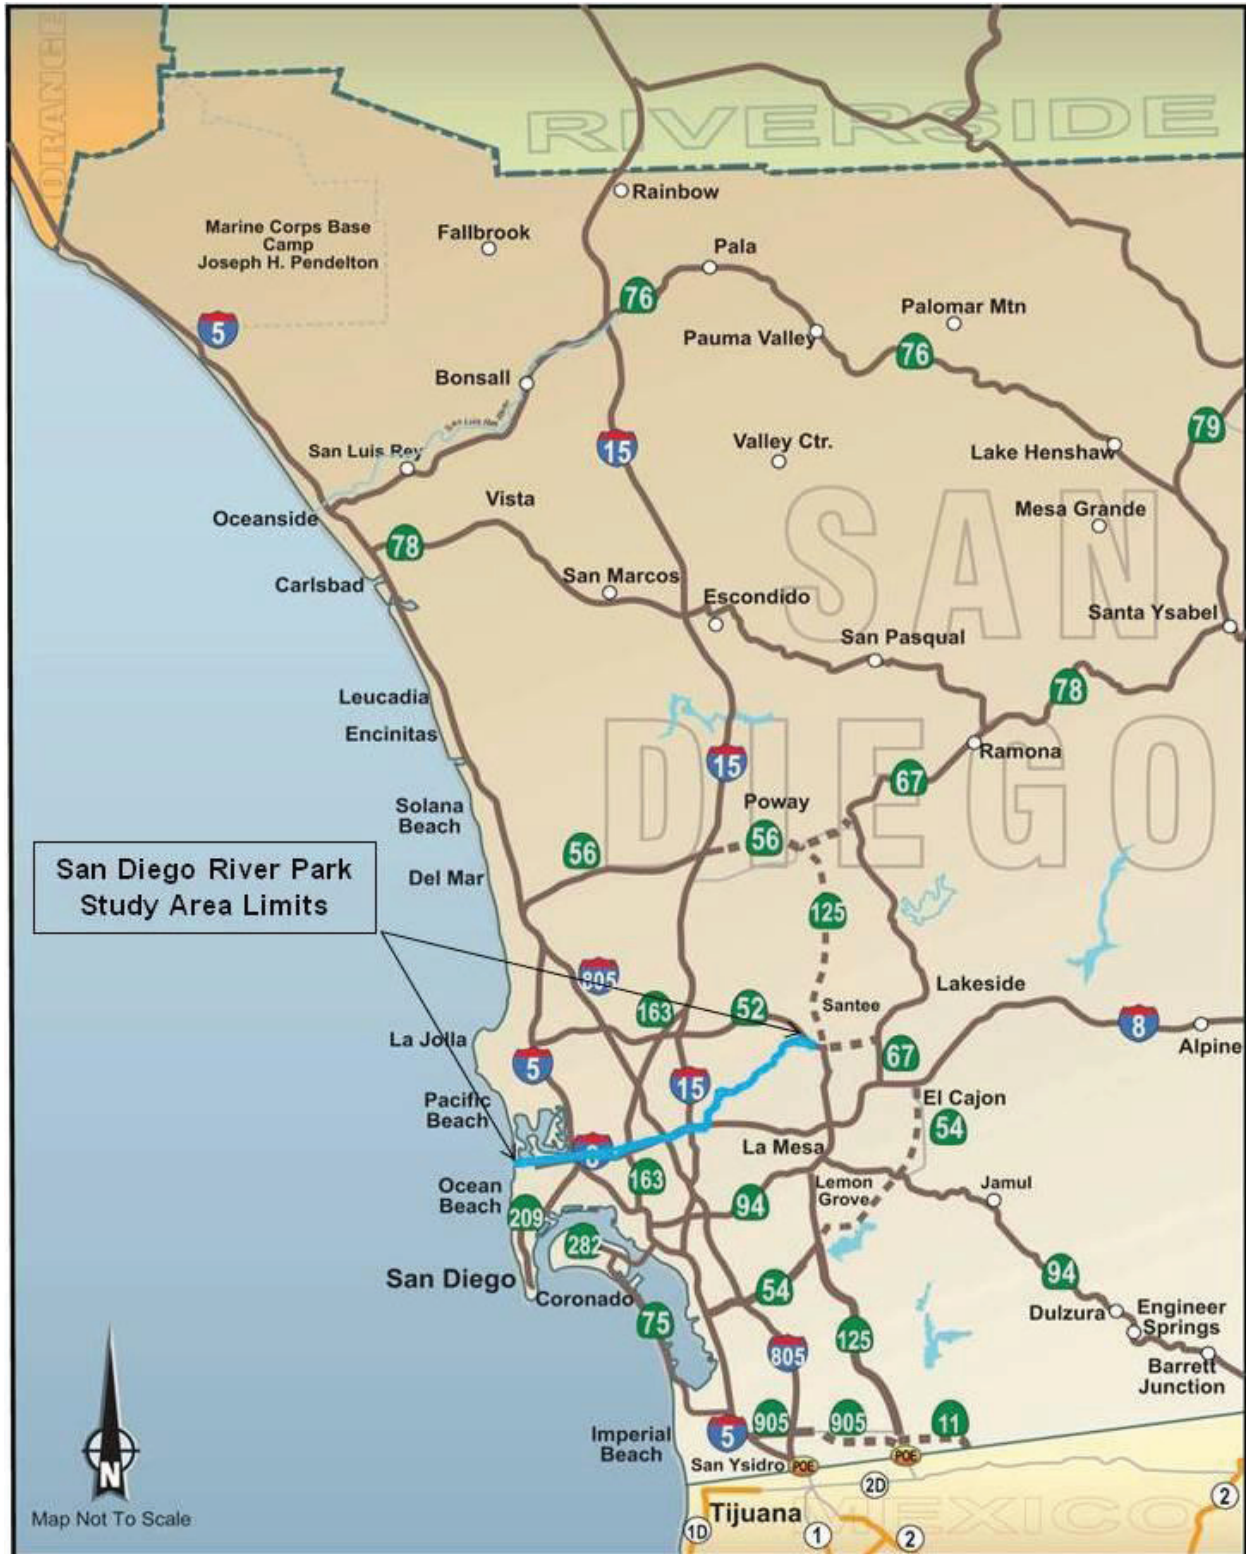 ORANGE
RIVERSIDE
Rainbow
Marine Corps Base
Camp
Joseph H. Pendelton
Fallbrook
Pala
76
5
Palomar Mtn
Pauma Valley
76
Bonsall
San Luis Rey River
79
15
Valley Ctr.
San Luis Rey
Lake Henshaw
Vista
SAN
Mesa Grande
Oceanside
78
San Marcos
Carlsbad
Escondido
Santa Ysabel
San Pasqual
78
Leucadia
Encinitas
DIEGO
Ramona
15
67
Solana
Beach
Poway
56
56
San Diego River Park
Study Area Limits
Del Mar
125
805
Lakeside
163
52
Santee
8
La Jolla
Alpine
5
67
15
Pacific
Beach
El Cajon
54
8
La Mesa
163
Lemon
Grove
Jamul
Ocean
Beach
209
94
282
San Diego
Coronado
54
94
75
Dulzura
Engineer
Springs
125
805
Barrett
Junction
905
905
11
Imperial
Beach
5
San Ysidro
POE
POE
2D
MEXICO
2
N
Map Not To Scale
Tijuana
1D
1
2